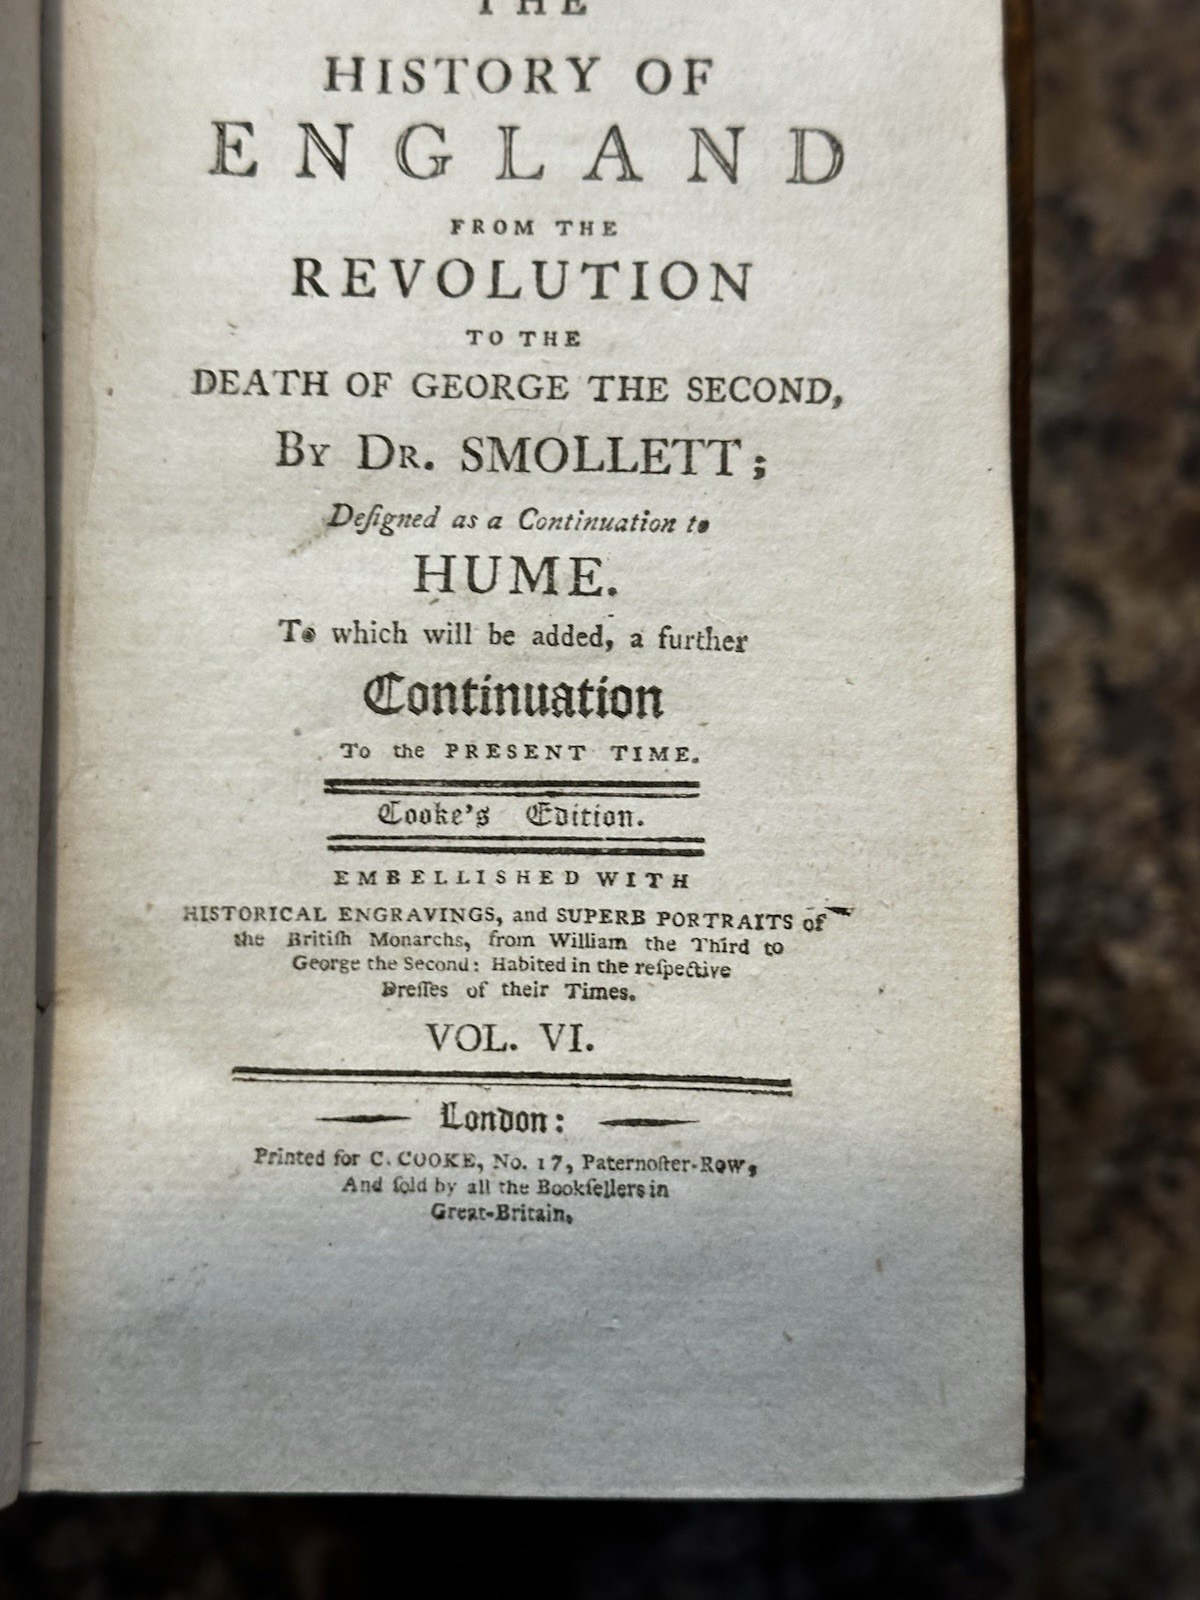 THE
HISTORY OF
ENGLAND
FROM THE
REVOLUTION
TO THE
DEATH OF GEORGE THE SECOND,
BY DR. SMOLLETT;
Deſigned as a Continuation to
HUME.
To which will be added, a further
Continuation
To the PRESENT TIME.
Cooke's Edition.
EMBELLISHED WITH
HISTORICAL ENGRAVINGS, and SUPERB PORTRAITS of
the Britiſh Monarchs, from William the Third to
George the Second: Habited in the reſpective
Dreſſes of their Times.
VOL. VI.
London:
Printed for C. COOKE, No. 17, Paternoſter-Row,
And ſold by all the Bookſellers in
Great-Britain.